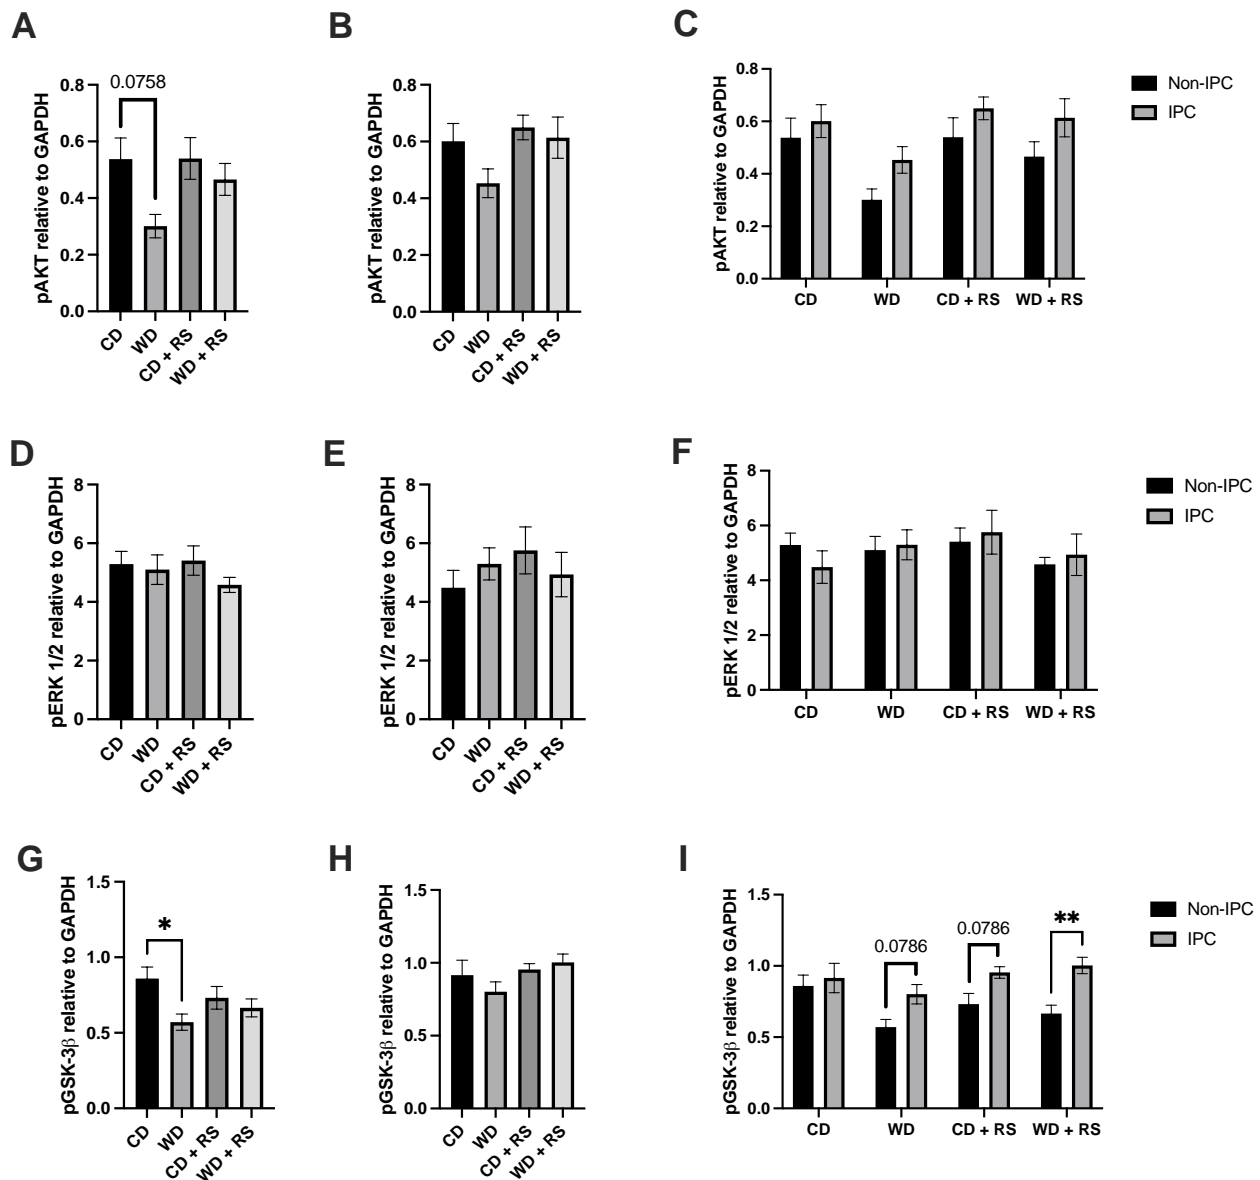 A
pAKT relative to GAPDH
0.8
0.6
0.4
0.2
0.0
0.0758
CD
WD
CD + RS
WD + RS
B
pAKT relative to GAPDH
0.8
0.6
0.4
0.2
0.0
CD
WD
CD + RS
WD + RS
C
pAKT relative to GAPDH
0.8
0.6
0.4
0.2
0.0
CD
WD
CD + RS
WD + RS
Non-IPC
IPC
D
pERK 1/2 relative to GAPDH
8
6
4
2
0
CD
WD
CD + RS
WD + RS
E
pERK 1/2 relative to GAPDH
8
6
4
2
0
CD
WD
CD + RS
WD + RS
F
pERK 1/2 relative to GAPDH
8
6
4
2
0
CD
WD
CD + RS
WD + RS
Non-IPC
IPC
G
pGSK-3β relative to GAPDH
1.5
1.0
0.5
0.0
*
CD
WD
CD + RS
WD + RS
H
pGSK-3β relative to GAPDH
1.5
1.0
0.5
0.0
CD
WD
CD + RS
WD + RS
I
pGSK-3β relative to GAPDH
1.5
1.0
0.5
0.0
0.0786
0.0786
**
CD
WD
CD + RS
WD + RS
Non-IPC
IPC